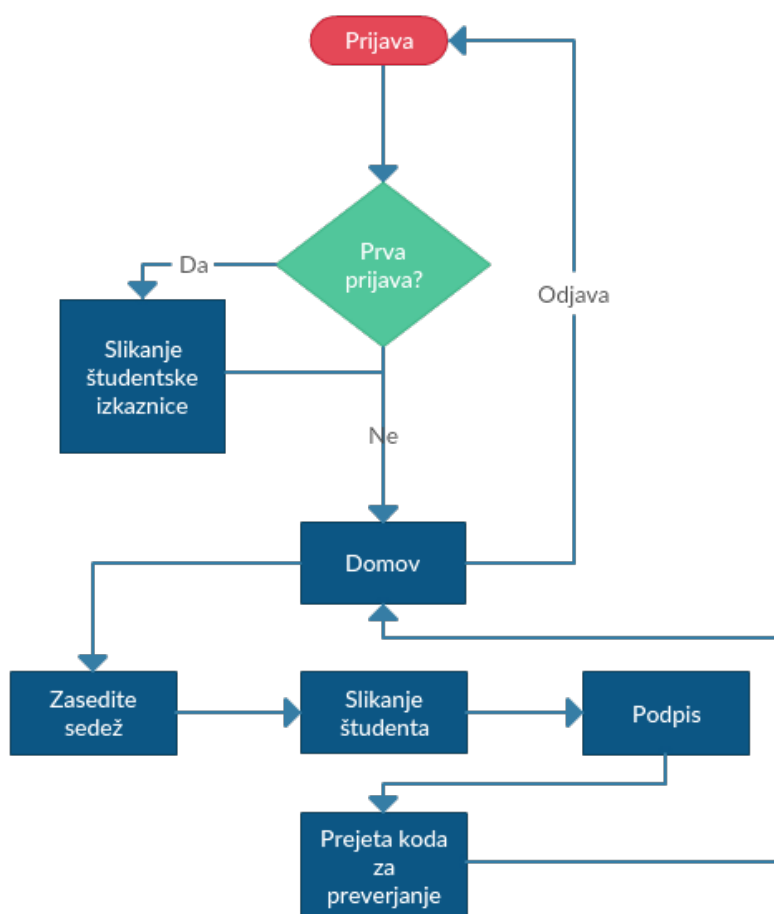 Prijava
Prva
prijava?
Da
Odjava
Slikanje
študentske
izkaznice
Ne
Domov
Zasedite
sedež
Slikanje
študenta
Podpis
Prejeta koda
za
preverjanje